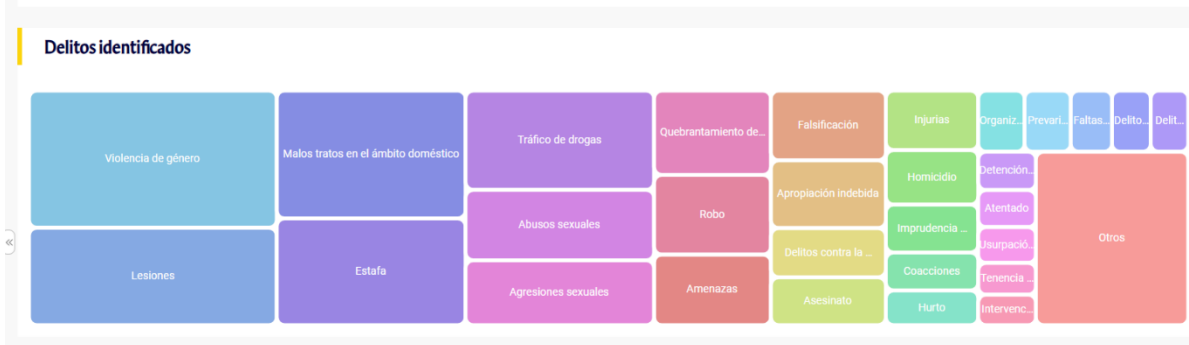 Delitos identificados
Violencia de género
Lesiones
Malos tratos en el ámbito doméstico
Estafa
Tráfico de drogas
Abusos sexuales
Agresiones sexuales
Quebrantamiento de...
Robo
Amenazas
Falsificación
Apropiación indebida
Delitos contra la ...
Asesinato
Injurias
Homicidio
Imprudencia ...
Coacciones
Hurto
Organiz...
Prevari...
Faltas...
Delito...
Delit...
Detención...
Atentado
Usurpació...
Tenencia ...
Intervenc...
Otros